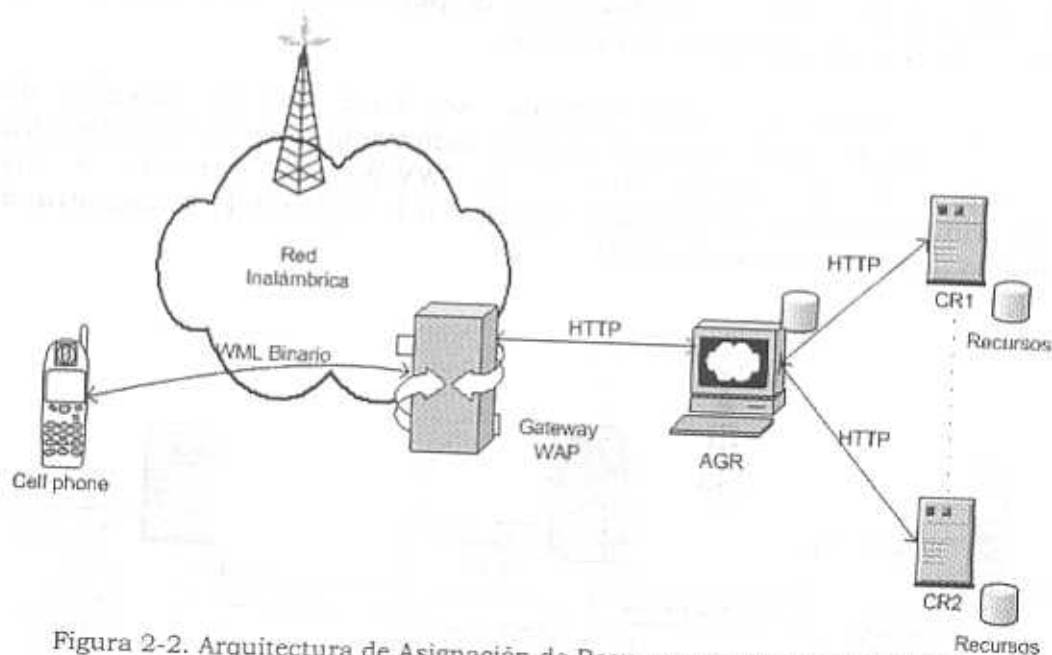 Red
Inalámbrica
WML Binario
Cell phone
Gateway
WAP
HTTP
AGR
HTTP
HTTP
CR1
Recursos
CR2
Recursos
Figura 2-2. Arquitectura de Asignación de